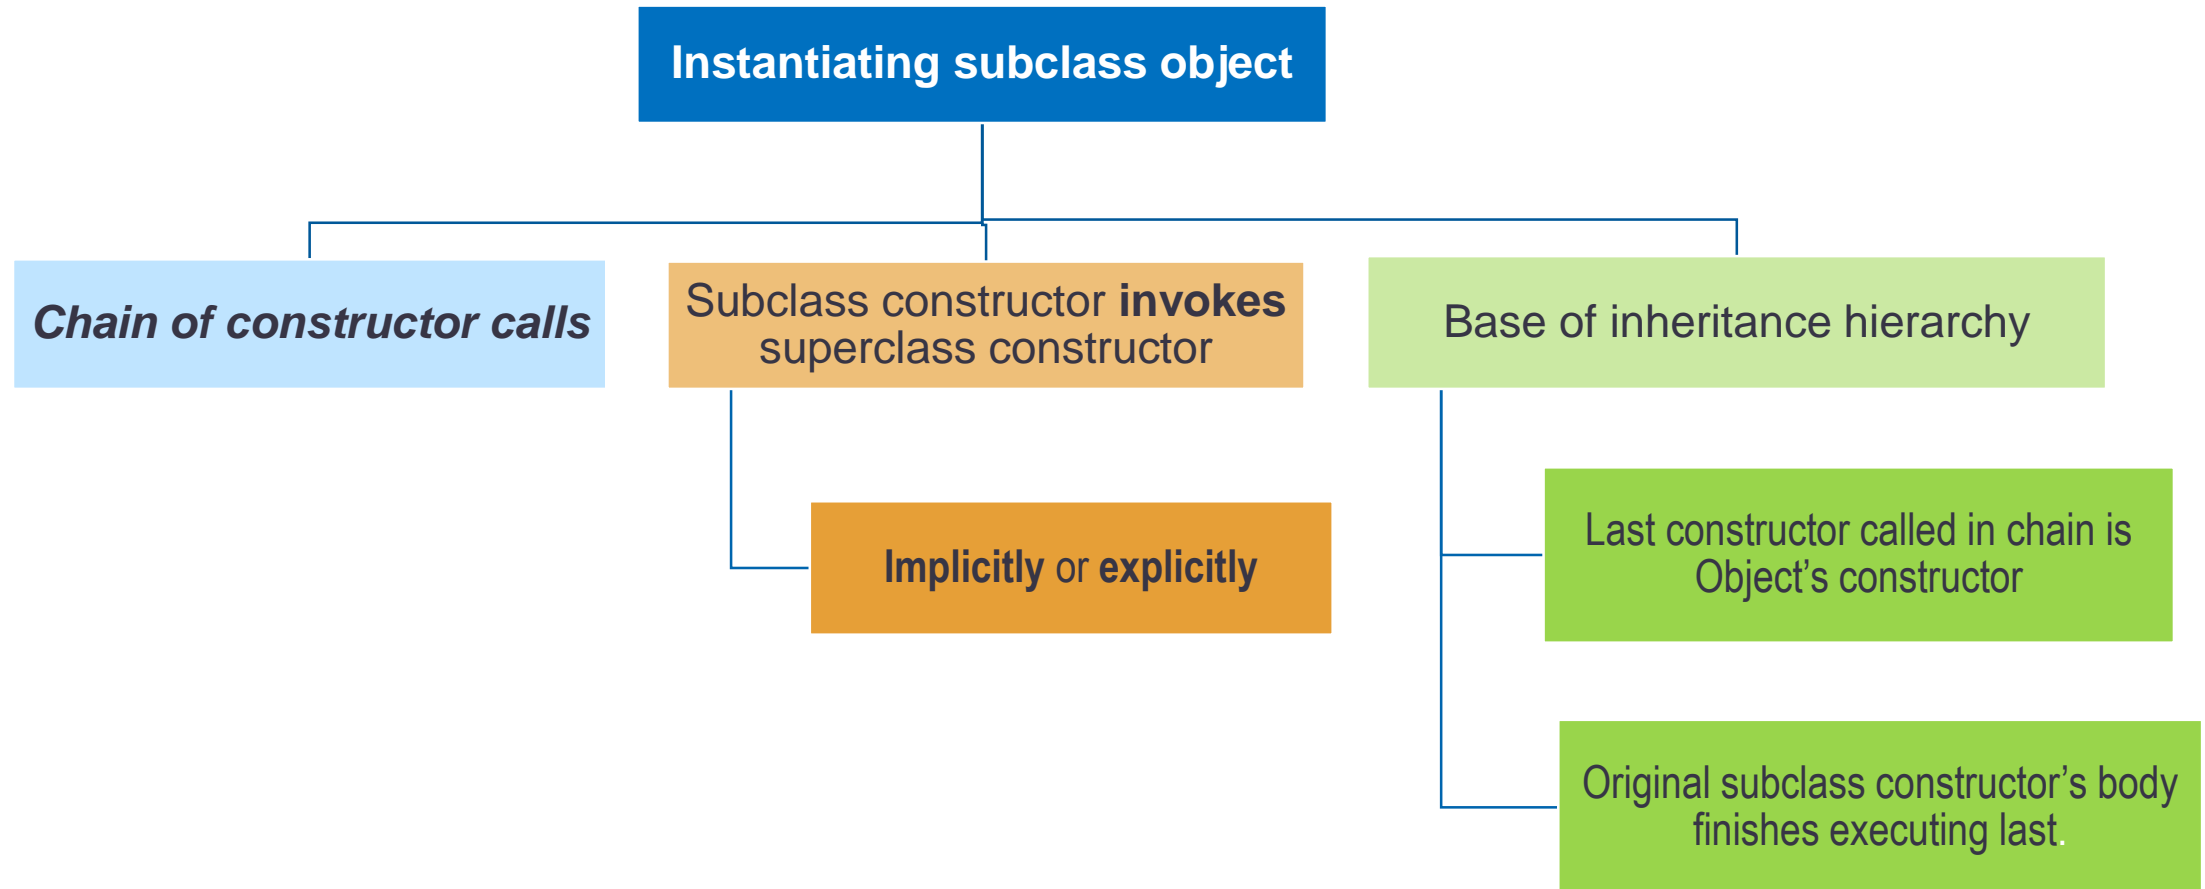 Instantiating subclass object
Chain of constructor calls
Subclass constructor invokes
superclass constructor
Implicitly or explicitly
Base of inheritance hierarchy
Last constructor called in chain is
Object’s constructor
Original subclass constructor’s body
finishes executing last.